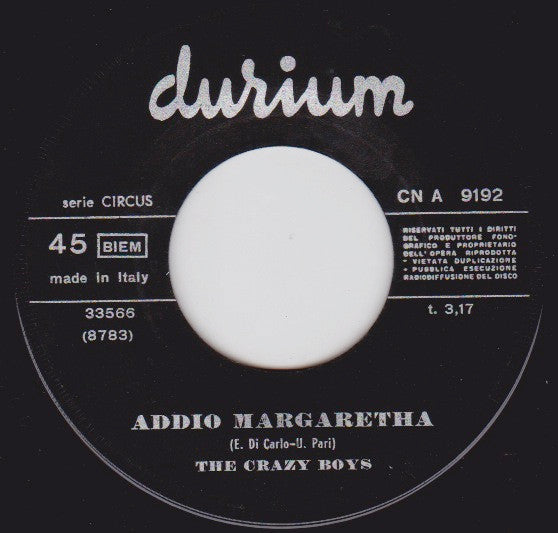 durium
serie CIRCUS
CN A 9192
45 BIEM
made in Italy
RISERVATI TUTTI I DIRITTI
DEL PRODUTTORE FONO-
GRAFICO E PROPRIETARIO
DELL'OPERA RIPRODOTTA
- VIETATA DUPLICAZIONE
- PUBBLICA ESECUZIONE
RADIODIFFUSIONE DEL DISCO
33566
(8783)
t. 3,17
ADDIO MARGARETHA
(E. Di Carlo-U. Pari)
THE CRAZY BOYS